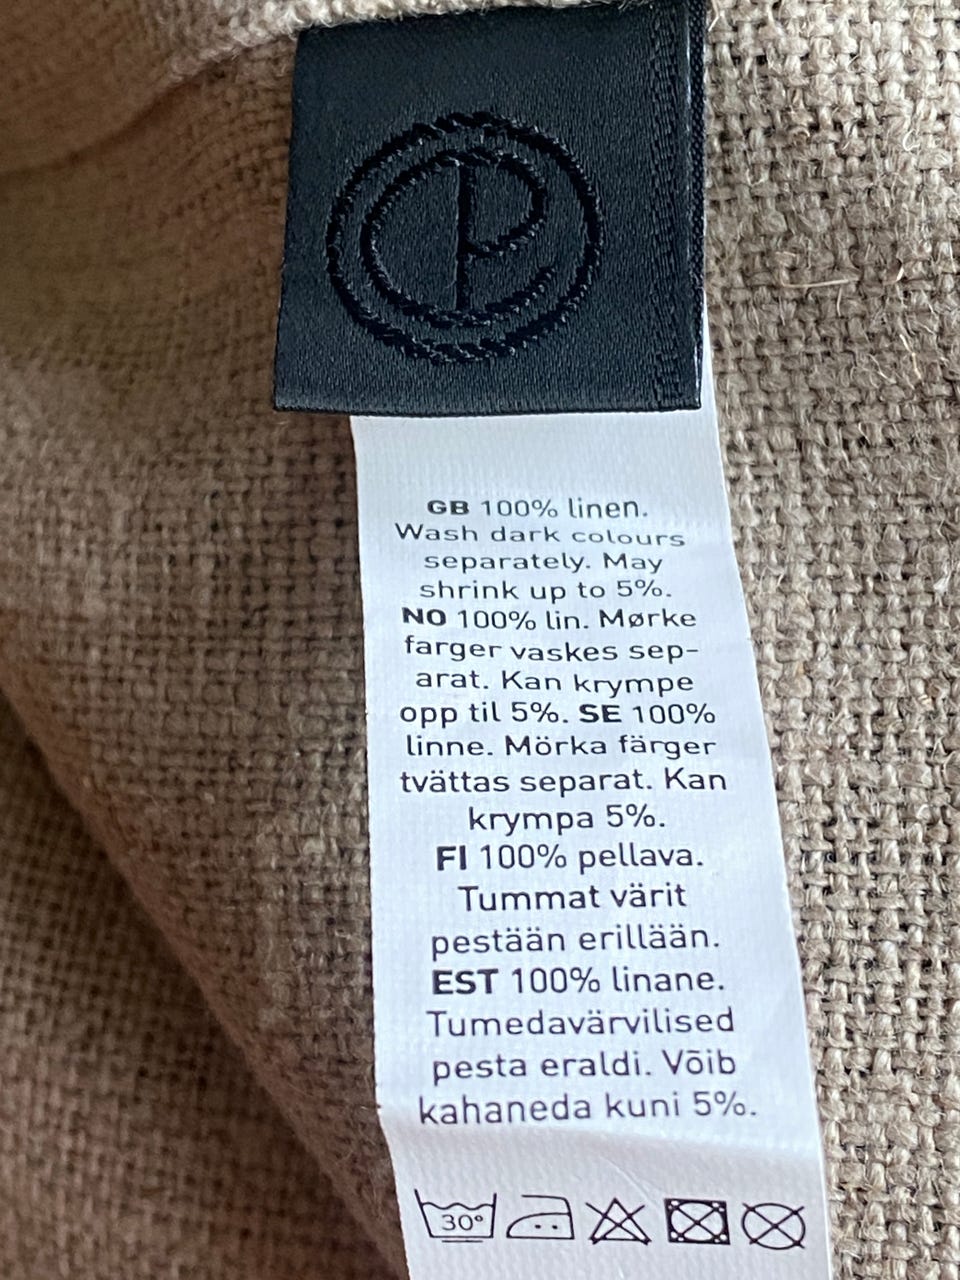 GB 100% linen.
Wash dark colours
separately. May
shrink up to 5%.
NO 100% lin. Mørke
farger vaskes sep-
arat. Kan krympe
opp til 5%. SE 100%
linne. Mörka färger
tvättas separat. Kan
krympa 5%.
FI 100% pellava.
Tummat värit
pestään erillään.
EST 100% linane.
Tumedavärvilised
pesta eraldi. Võib
kahaneda kuni 5%.
30°